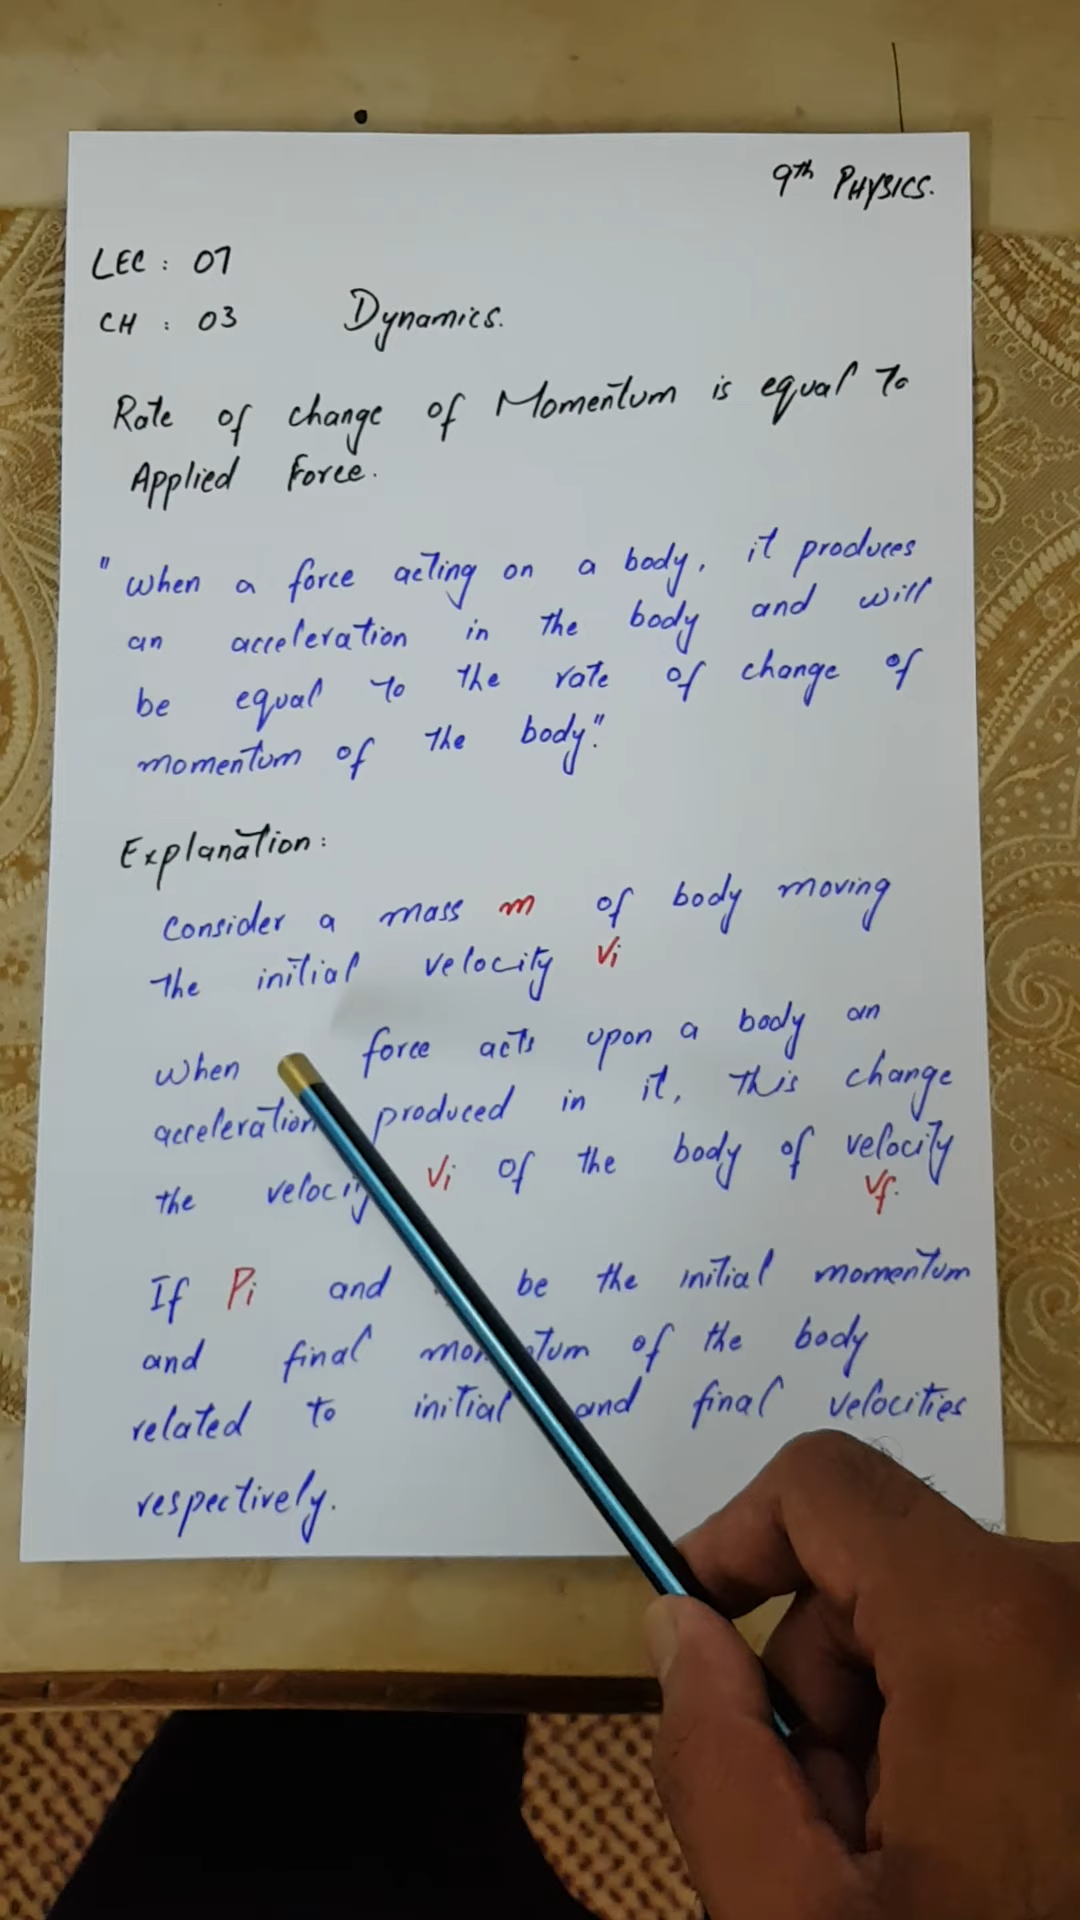 9th PHYSICS.
LEC : 07
CH : 03 Dynamics.
Rate of change of Momentum is equal To
Applied Force.
"when a force acting on a body, it produces
an acceleration in the body and will
be equal to the rate of change of
momentum of the body."
Explanation:
Consider a mass m of body moving
The initial velocity Vi
when force acts upon a body an
acceleration produced in it, This change
the velocity Vi of the body of velocity
Vf.
If Pi and be the initial momentum
and final momentum of the body
related to initial and final velocities
respectively.